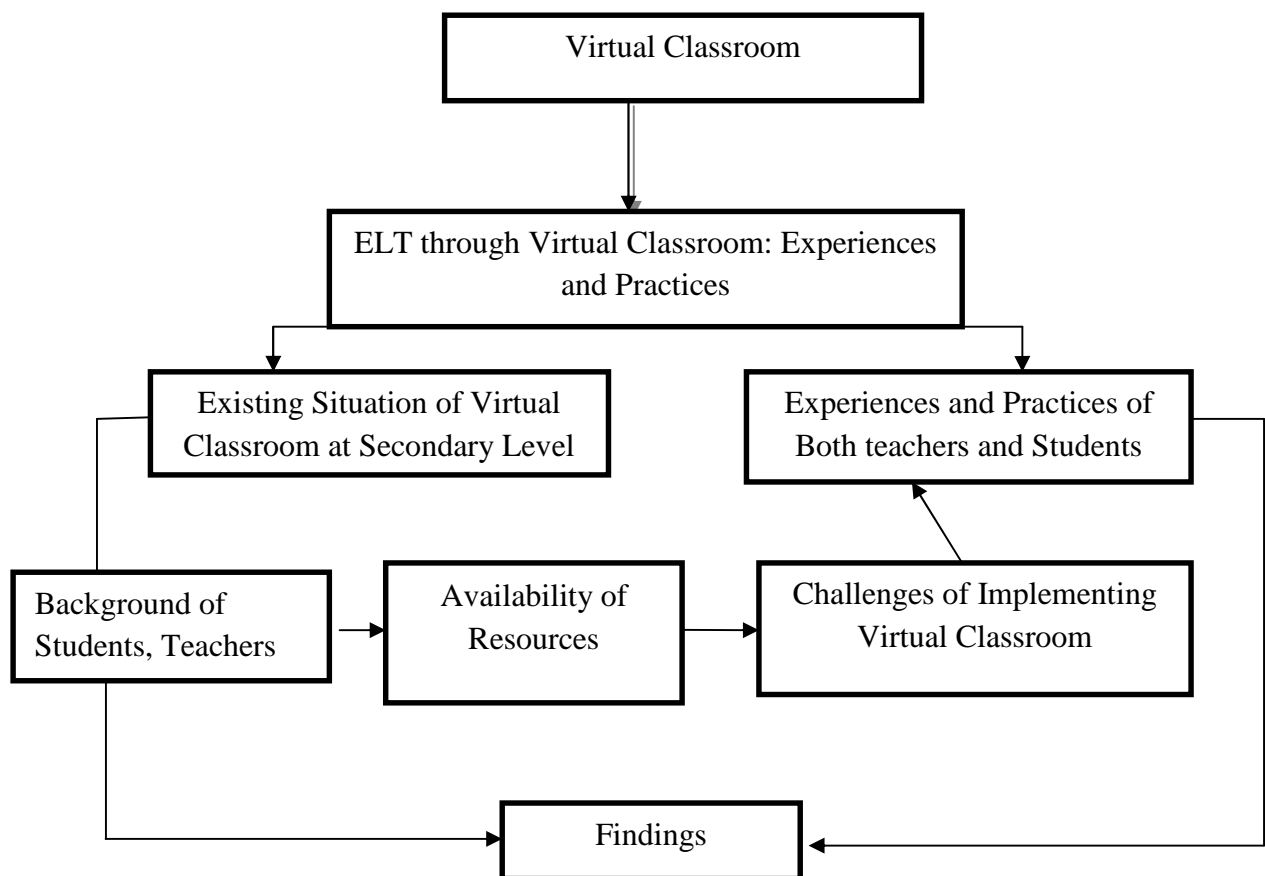 Virtual Classroom
ELT through Virtual Classroom: Experiences
and Practices
Existing Situation of Virtual
Classroom at Secondary Level
Experiences and Practices of
Both teachers and Students
Background of
Students, Teachers
Availability of
Resources
Challenges of Implementing
Virtual Classroom
Findings